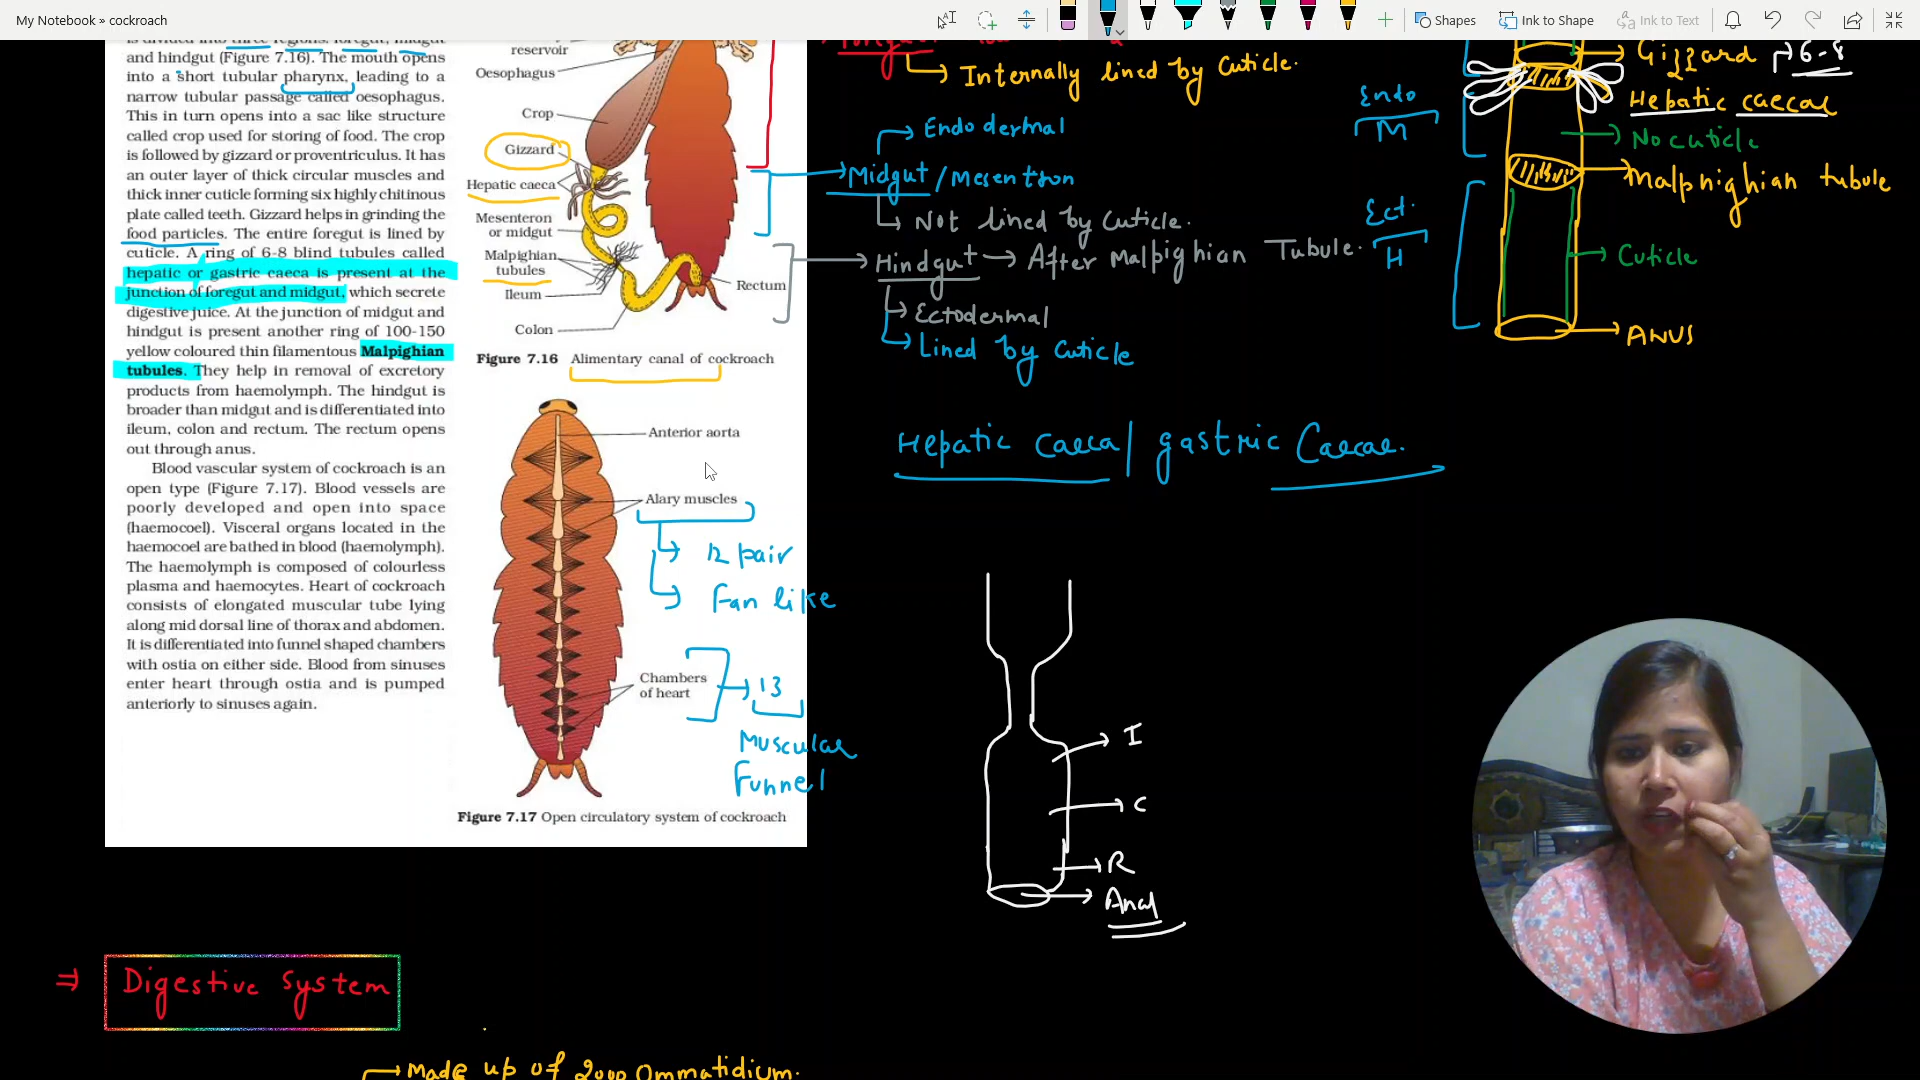 My Notebook » cockroach
Shapes
Ink to Shape
Ink to Text
is divided into three regions: foregut, midgut
and hindgut (Figure 7.16). The mouth opens
into a short tubular pharynx, leading to a
narrow tubular passage called oesophagus.
This in turn opens into a sac like structure
called crop used for storing of food. The crop
is followed by gizzard or proventriculus. It has
an outer layer of thick circular muscles and
thick inner cuticle forming six highly chitinous
plate called teeth. Gizzard helps in grinding the
food particles. The entire foregut is lined by
cuticle. A ring of 6-8 blind tubules called
hepatic or gastric caeca is present at the
junction of foregut and midgut, which secrete
digestive juice. At the junction of midgut and
hindgut is present another ring of 100-150
yellow coloured thin filamentous Malpighian
tubules. They help in removal of excretory
products from haemolymph. The hindgut is
broader than midgut and is differentiated into
ileum, colon and rectum. The rectum opens
out through anus.
Blood vascular system of cockroach is an
open type (Figure 7.17). Blood vessels are
poorly developed and open into space
(haemocoel). Visceral organs located in the
haemocoel are bathed in blood (haemolymph).
The haemolymph is composed of colourless
plasma and haemocytes. Heart of cockroach
consists of elongated muscular tube lying
along mid dorsal line of thorax and abdomen.
It is differentiated into funnel shaped chambers
with ostia on either side. Blood from sinuses
enter heart through ostia and is pumped
anteriorly to sinuses again.
reservoir
Oesophagus
Crop
Gizzard
Hepatic caeca
Mesenteron
or midgut
Malpighian
tubules
Ileum
Colon
Rectum
Figure 7.16 Alimentary canal of cockroach
Anterior aorta
Alary muscles
12 pair
Fan like
Chambers
of heart
13
Muscular
Funnel
Figure 7.17 Open circulatory system of cockroach
Internally lined by Cuticle.
Endodermal
Midgut / Mesentron
Not lined by Cuticle.
Hindgut → After Malpighian Tubule.
Ectodermal
Lined by Cuticle
Endo
M
Ect.
H
Gizzard
6-8
Hepatic caecal
No cuticle
Malphighian tubule
Cuticle
ANUS
Hepatic Caeca / gastric Caecae.
I
C
R
Anal
⇒ Digestive System
Made up of 2000 Ommatidium.